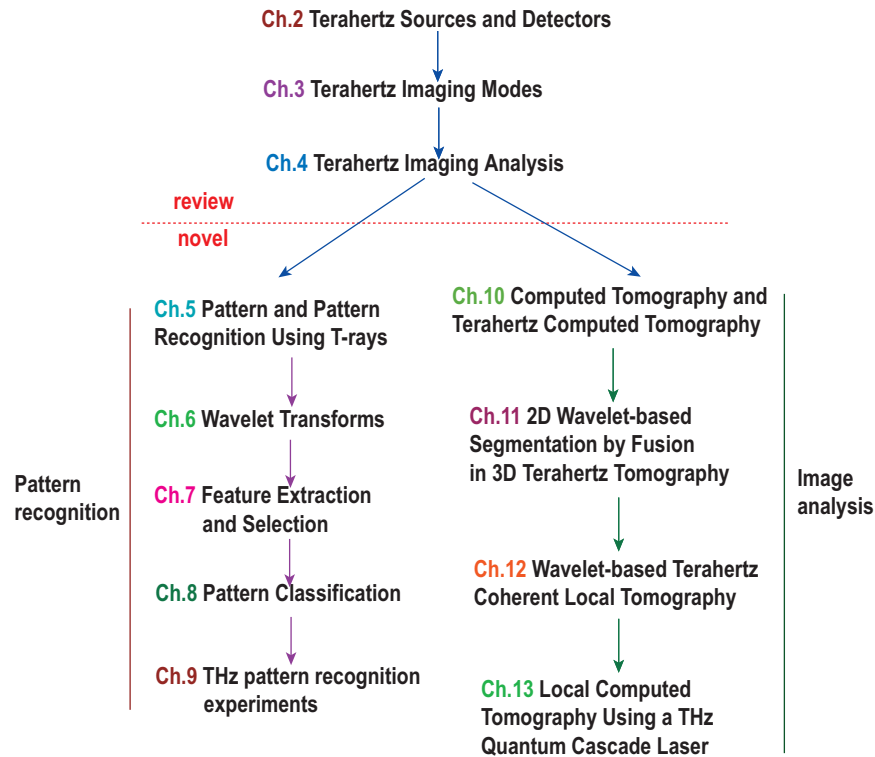 Ch.2 Terahertz Sources and Detectors
Ch.3 Terahertz Imaging Modes
Ch.4 Terahertz Imaging Analysis
review
novel
Pattern
recognition
Ch.5 Pattern and Pattern
Recognition Using T-rays
Ch.6 Wavelet Transforms
Ch.7 Feature Extraction
and Selection
Ch.8 Pattern Classification
Ch.9 THz pattern recognition
experiments
Ch.10 Computed Tomography and
Terahertz Computed Tomography
Ch.11 2D Wavelet-based
Segmentation by Fusion
in 3D Terahertz Tomography
Ch.12 Wavelet-based Terahertz
Coherent Local Tomography
Ch.13 Local Computed
Tomography Using a THz
Quantum Cascade Laser
Image
analysis